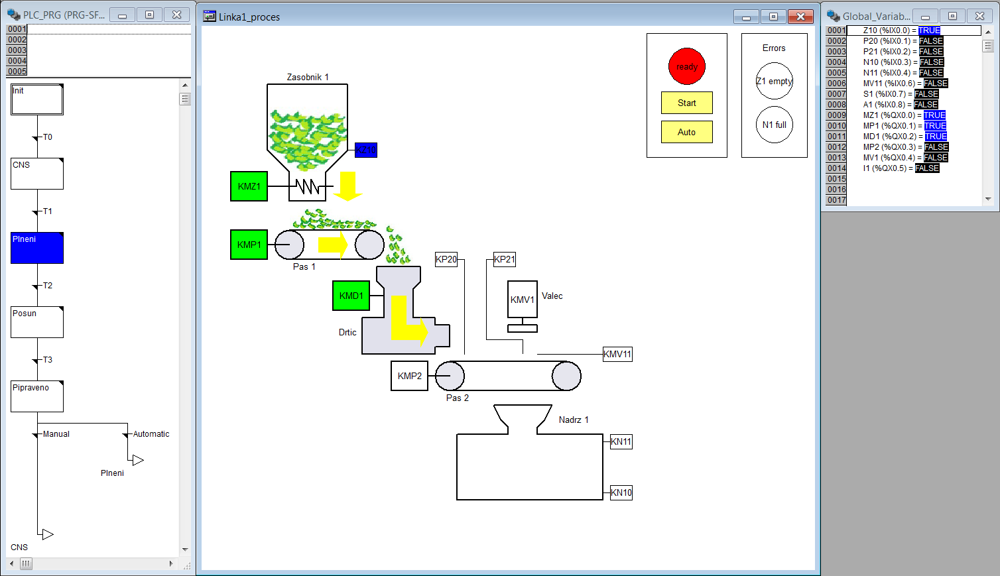 PLC_PRG (PRG-SF...
0001
0002
0003
0004
0005
Init
T0
CNS
T1
Plneni
T2
Posun
T3
Pipraveno
Manual
Automatic
Plneni
CNS
Linka1_proces
Zasobnik 1
KZ10
KMZ1
KMP1
Pas 1
KMD1
Drtic
KP20
KP21
KMV1
Valec
KMV11
KMP2
Pas 2
Nadrz 1
KN11
KN10
ready
Start
Auto
Errors
Z1 empty
N1 full
Global_Variab...
0001 Z10 (%IX0.0) = TRUE
0002 P20 (%IX0.1) = FALSE
0003 P21 (%IX0.2) = FALSE
0004 N10 (%IX0.3) = FALSE
0005 N11 (%IX0.4) = FALSE
0006 MV11 (%IX0.6) = FALSE
0007 S1 (%IX0.7) = FALSE
0008 A1 (%IX0.8) = FALSE
0009 MZ1 (%QX0.0) = TRUE
0010 MP1 (%QX0.1) = TRUE
0011 MD1 (%QX0.2) = TRUE
0012 MP2 (%QX0.3) = FALSE
0013 MV1 (%QX0.4) = FALSE
0014 I1 (%QX0.5) = FALSE
0015
0016
0017